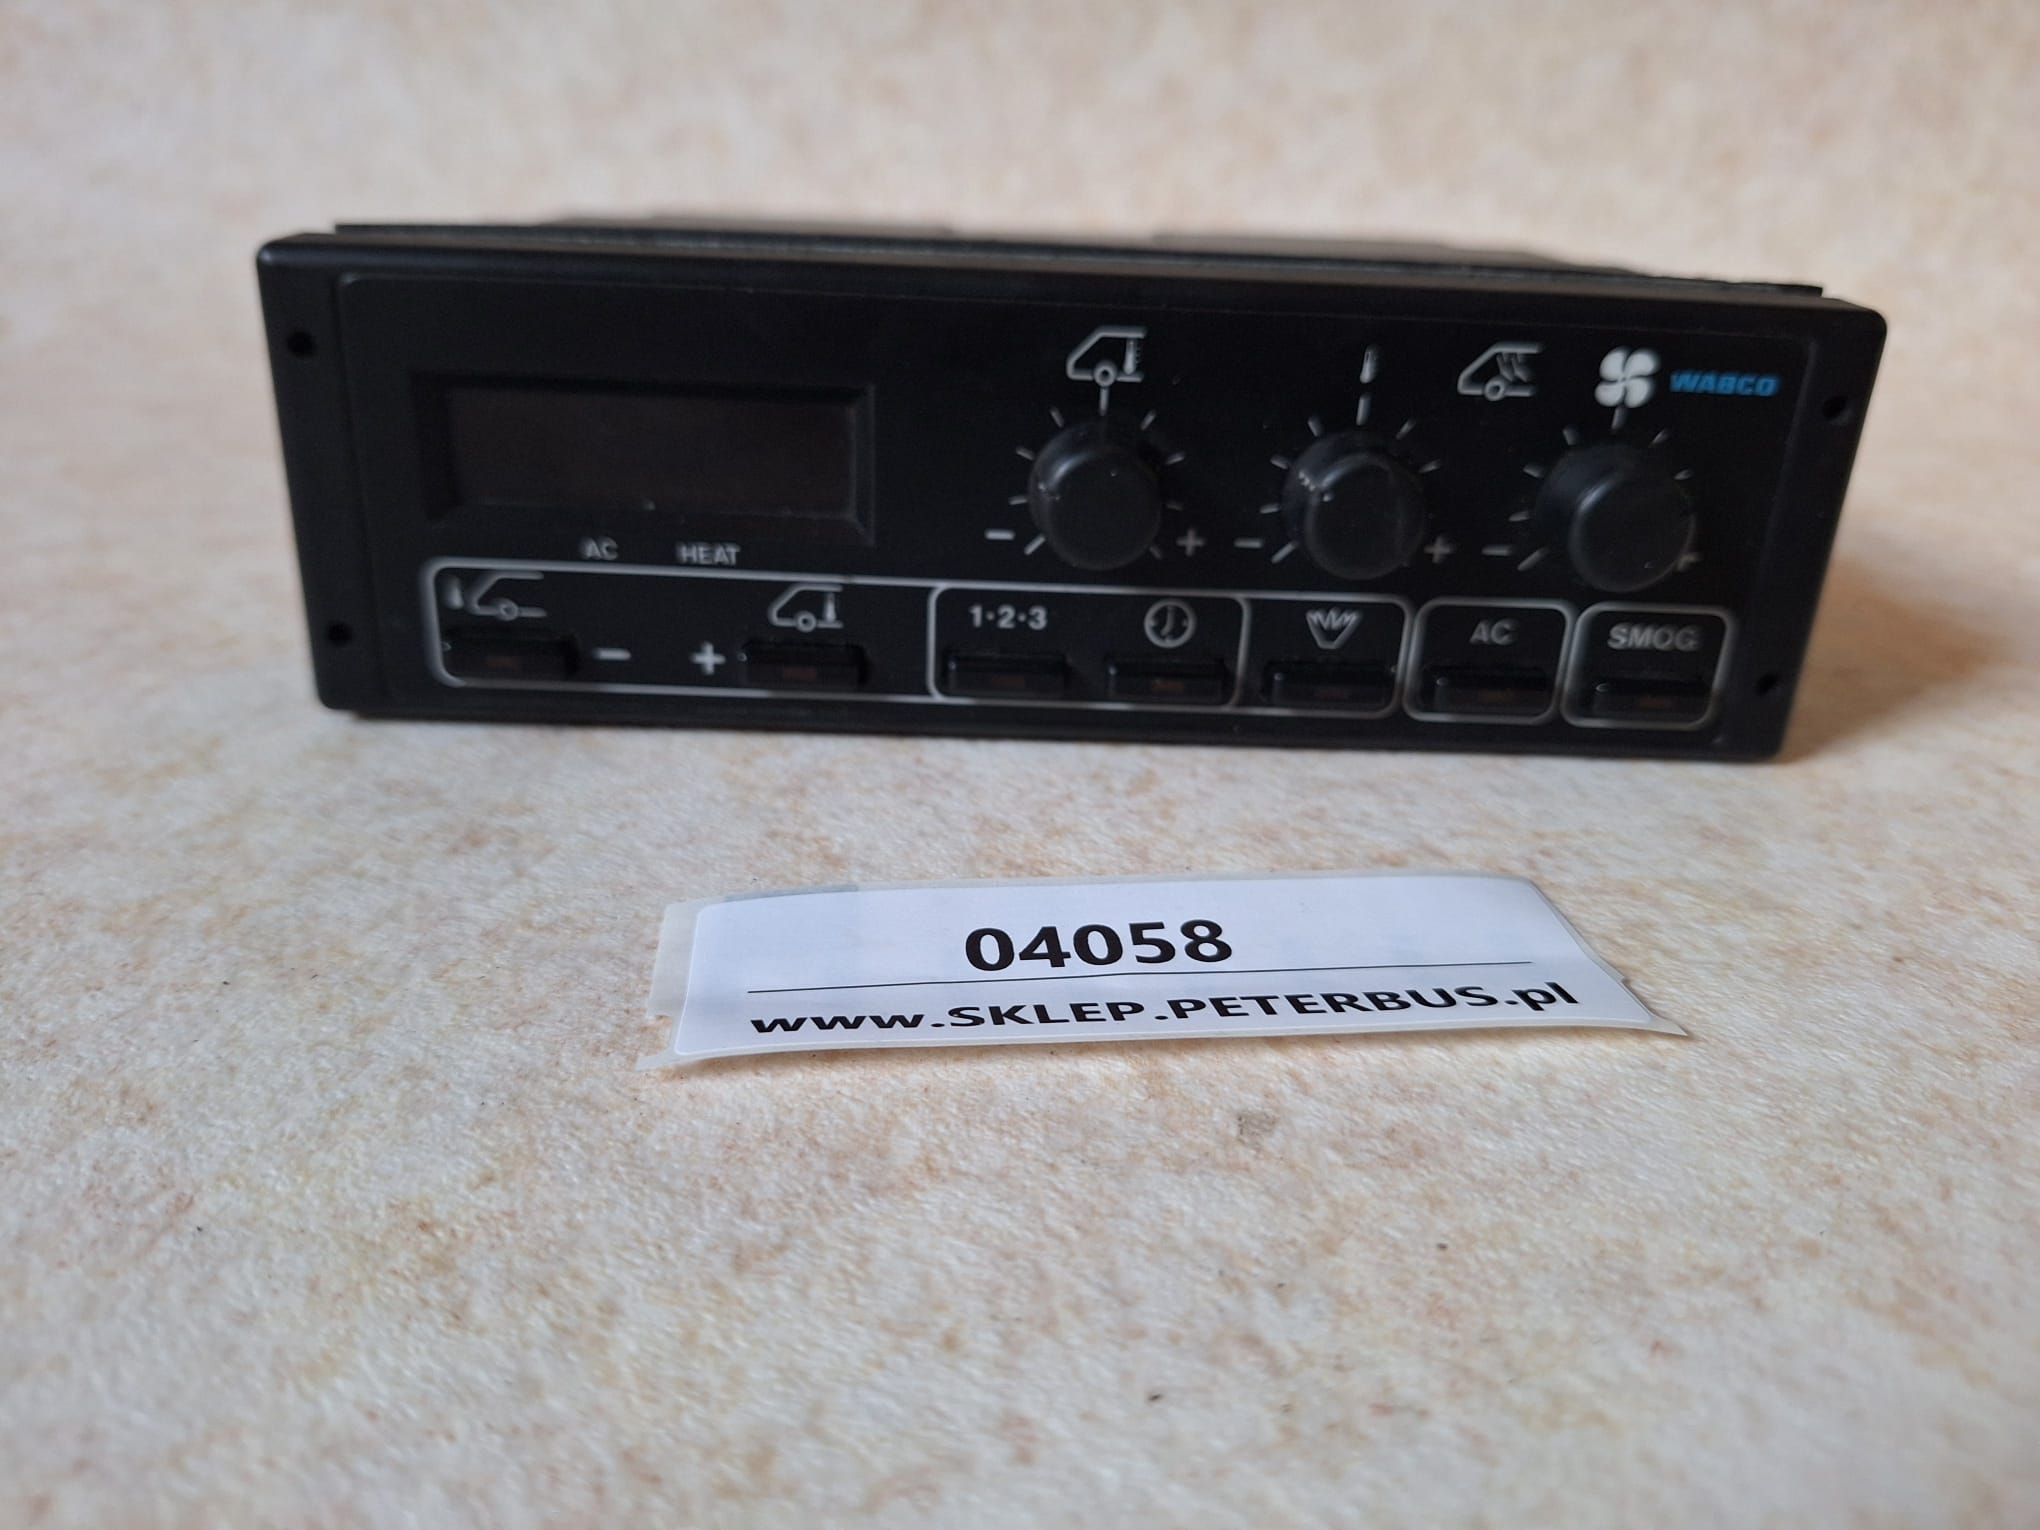 WABCO
- + - + - +
AC HEAT
- +
1·2·3
AC
SMOG
04058
www.SKLEP.PETERBUS.pl